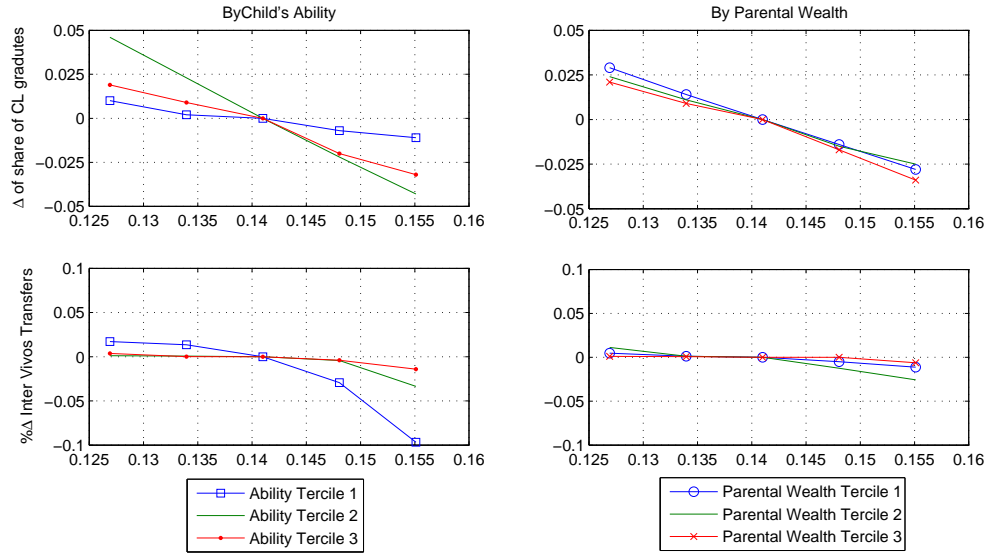 ByChild's Ability
Δ of share of CL gradutes
0.05
0.025
0
−0.025
−0.05
0.125 0.13 0.135 0.14 0.145 0.15 0.155 0.16
By Parental Wealth
0.05
0.025
0
−0.025
−0.05
0.125 0.13 0.135 0.14 0.145 0.15 0.155 0.16
%Δ Inter Vivos Transfers
0.1
0.05
0
−0.05
−0.1
0.125 0.13 0.135 0.14 0.145 0.15 0.155 0.16
0.1
0.05
0
−0.05
−0.1
0.125 0.13 0.135 0.14 0.145 0.15 0.155 0.16
Ability Tercile 1
Ability Tercile 2
Ability Tercile 3
Parental Wealth Tercile 1
Parental Wealth Tercile 2
Parental Wealth Tercile 3